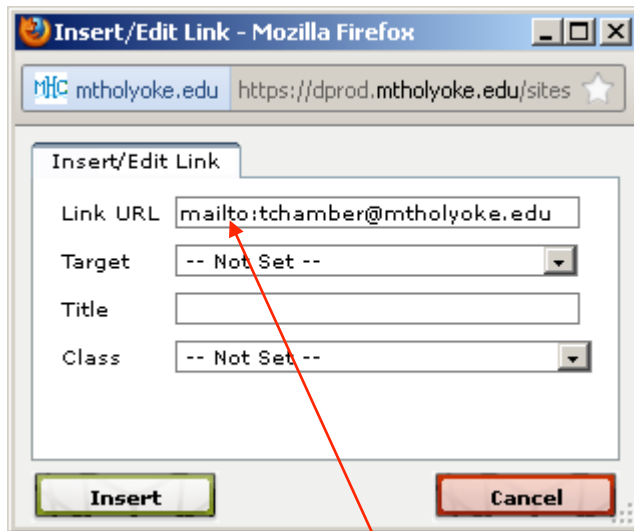 Insert/Edit Link - Mozilla Firefox
MHC mtholyoke.edu https://dprod.mtholyoke.edu/sites
Insert/Edit Link
Link URL mailto:tchamber@mtholyoke.edu
Target -- Not Set --
Title
Class -- Not Set --
Insert Cancel